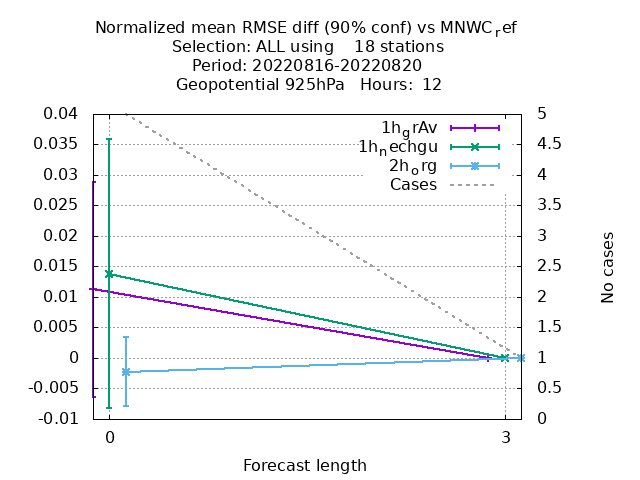 Normalized mean RMSE diff (90% conf) vs MNWC_ref
Selection: ALL using    18 stations
Period: 20220816-20220820
Geopotential 925hPa   Hours:  12
0.04
0.035
0.03
0.025
0.02
0.015
0.01
0.005
0
-0.005
-0.01
5
4.5
4
3.5
3
2.5
2
1.5
1
0.5
0
1h_grAv
1h_nechgu
2h_org
Cases
No cases
0
3
Forecast length